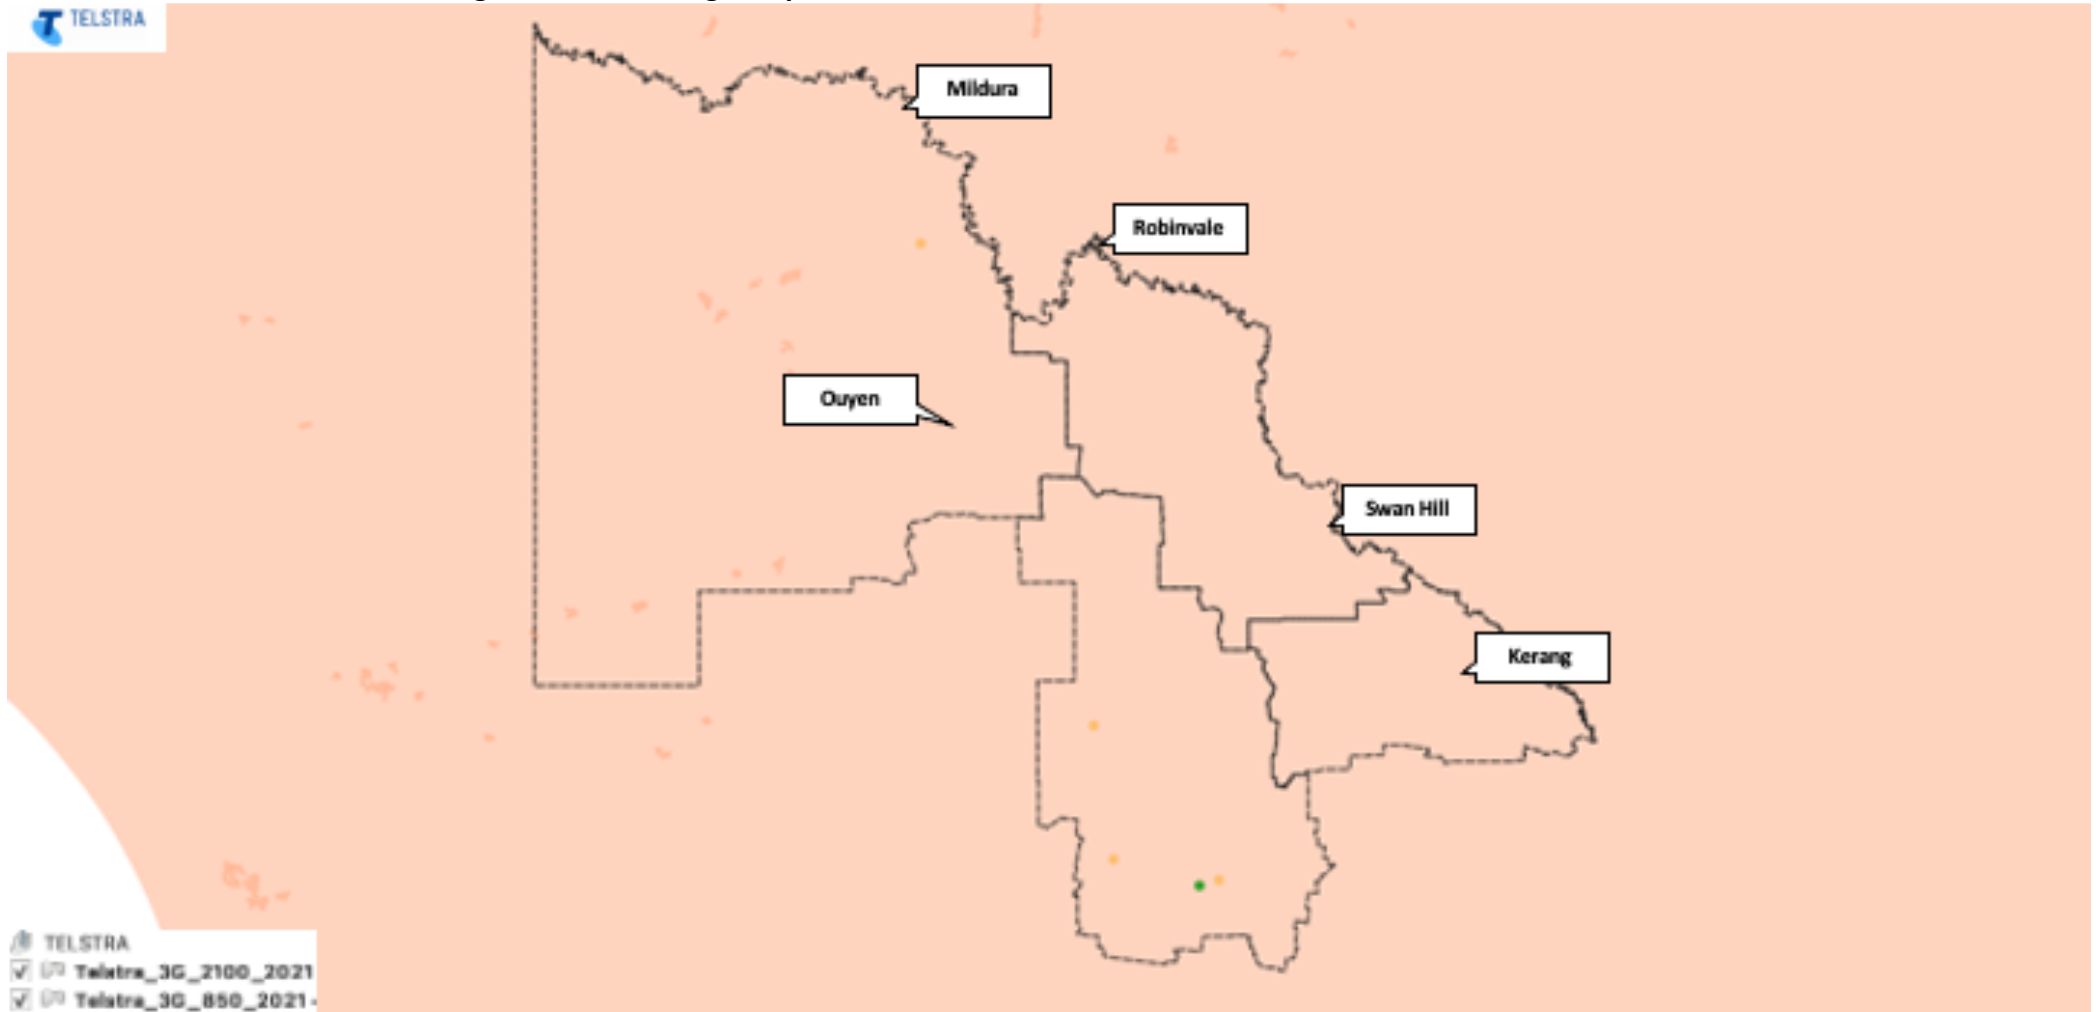 TELSTRA
Mildura
Robinvale
Ouyen
Swan Hill
Kerang
TELSTRA
Telstra_3G_2100_2021
Telstra_3G_850_2021-